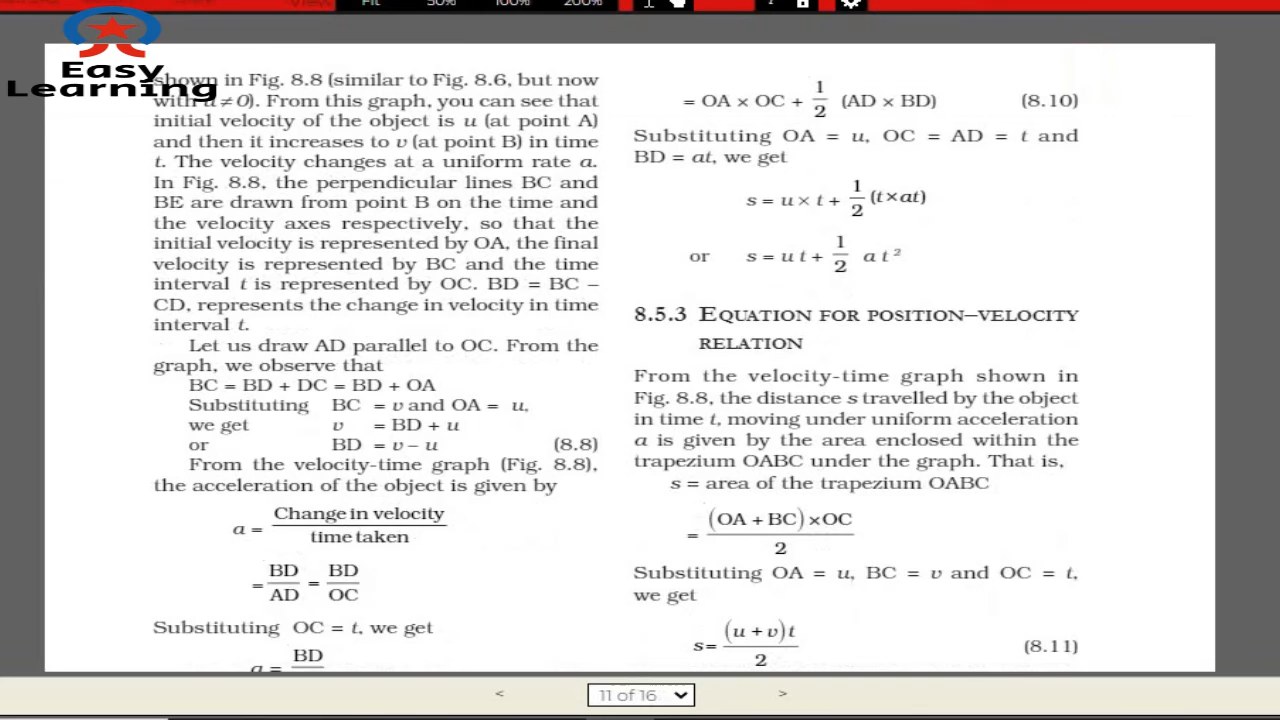 Fit 50% 100% 200%
Easy
Learning
shown in Fig. 8.8 (similar to Fig. 8.6, but now
with u ≠ 0). From this graph, you can see that
initial velocity of the object is u (at point A)
and then it increases to v (at point B) in time
t. The velocity changes at a uniform rate a.
In Fig. 8.8, the perpendicular lines BC and
BE are drawn from point B on the time and
the velocity axes respectively, so that the
initial velocity is represented by OA, the final
velocity is represented by BC and the time
interval t is represented by OC. BD = BC –
CD, represents the change in velocity in time
interval t.
Let us draw AD parallel to OC. From the
graph, we observe that
BC = BD + DC = BD + OA
Substituting BC = v and OA = u,
we get v = BD + u
or BD = v – u (8.8)
From the velocity-time graph (Fig. 8.8),
the acceleration of the object is given by
a = Change in velocity / time taken
= BD / AD = BD / OC
Substituting OC = t, we get
a = BD
= OA × OC + 1/2 (AD × BD) (8.10)
Substituting OA = u, OC = AD = t and
BD = at, we get
s = u × t + 1/2 (t × at)
or s = u t + 1/2 a t²
8.5.3 EQUATION FOR POSITION–VELOCITY
RELATION
From the velocity-time graph shown in
Fig. 8.8, the distance s travelled by the object
in time t, moving under uniform acceleration
a is given by the area enclosed within the
trapezium OABC under the graph. That is,
s = area of the trapezium OABC
= (OA + BC) × OC / 2
Substituting OA = u, BC = v and OC = t,
we get
s = (u + v) t / 2 (8.11)
< 11 of 16 >